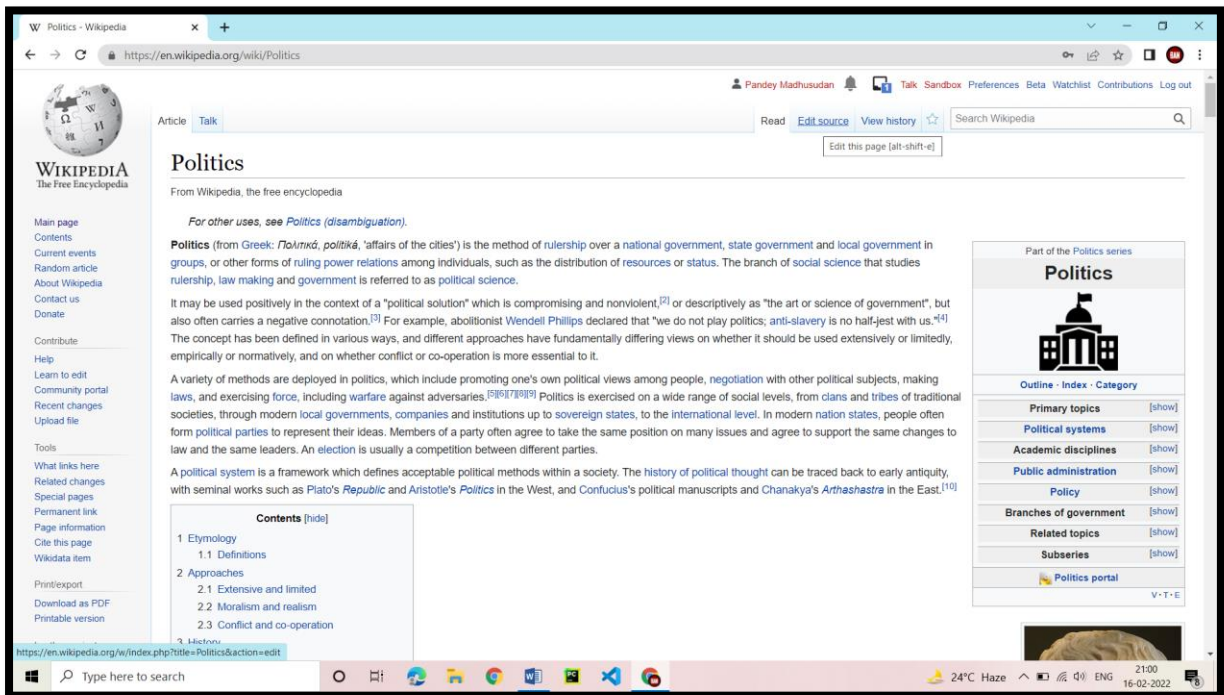 Politics - Wikipedia
https://en.wikipedia.org/wiki/Politics
Pandey Madhusudan Talk Sandbox Preferences Beta Watchlist Contributions Log out
Article Talk Read Edit source View history Search Wikipedia
Edit this page [alt-shift-e]
WIKIPEDIA
The Free Encyclopedia
Main page
Contents
Current events
Random article
About Wikipedia
Contact us
Donate
Contribute
Help
Learn to edit
Community portal
Recent changes
Upload file
Tools
What links here
Related changes
Special pages
Permanent link
Page information
Cite this page
Wikidata item
Print/export
Download as PDF
Printable version
Politics
From Wikipedia, the free encyclopedia
For other uses, see Politics (disambiguation).
Politics (from Greek: Πολιτικά, politiká, 'affairs of the cities') is the method of rulership over a national government, state government and local government in
groups, or other forms of ruling power relations among individuals, such as the distribution of resources or status. The branch of social science that studies
rulership, law making and government is referred to as political science.
It may be used positively in the context of a "political solution" which is compromising and nonviolent,[2] or descriptively as "the art or science of government", but
also often carries a negative connotation.[3] For example, abolitionist Wendell Phillips declared that "we do not play politics; anti-slavery is no half-jest with us."[4]
The concept has been defined in various ways, and different approaches have fundamentally differing views on whether it should be used extensively or limitedly,
empirically or normatively, and on whether conflict or co-operation is more essential to it.
A variety of methods are deployed in politics, which include promoting one's own political views among people, negotiation with other political subjects, making
laws, and exercising force, including warfare against adversaries.[5][6][7][8][9] Politics is exercised on a wide range of social levels, from clans and tribes of traditional
societies, through modern local governments, companies and institutions up to sovereign states, to the international level. In modern nation states, people often
form political parties to represent their ideas. Members of a party often agree to take the same position on many issues and agree to support the same changes to
law and the same leaders. An election is usually a competition between different parties.
A political system is a framework which defines acceptable political methods within a society. The history of political thought can be traced back to early antiquity,
with seminal works such as Plato's Republic and Aristotle's Politics in the West, and Confucius's political manuscripts and Chanakya's Arthashastra in the East.[10]
Contents [hide]
1 Etymology
1.1 Definitions
2 Approaches
2.1 Extensive and limited
2.2 Moralism and realism
2.3 Conflict and co-operation
3 History
Part of the Politics series
Politics
Outline · Index · Category
Primary topics [show]
Political systems [show]
Academic disciplines [show]
Public administration [show]
Policy [show]
Branches of government [show]
Related topics [show]
Subseries [show]
Politics portal
V · T · E
https://en.wikipedia.org/w/index.php?title=Politics&action=edit
Type here to search
24°C Haze ENG
21:00
16-02-2022